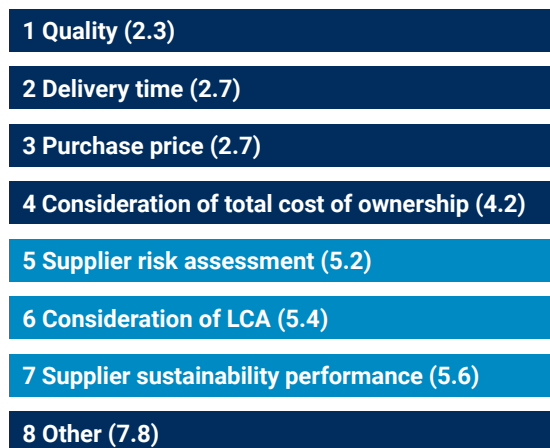 1 Quality (2.3)
2 Delivery time (2.7)
3 Purchase price (2.7)
4 Consideration of total cost of ownership (4.2)
5 Supplier risk assessment (5.2)
6 Consideration of LCA (5.4)
7 Supplier sustainability performance (5.6)
8 Other (7.8)